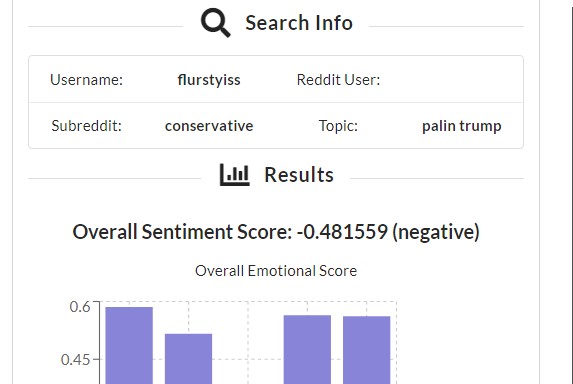 Search Info
Username: flurstyiss Reddit User:
Subreddit: conservative Topic: palin trump
Results
Overall Sentiment Score: -0.481559 (negative)
Overall Emotional Score
0.6
0.45